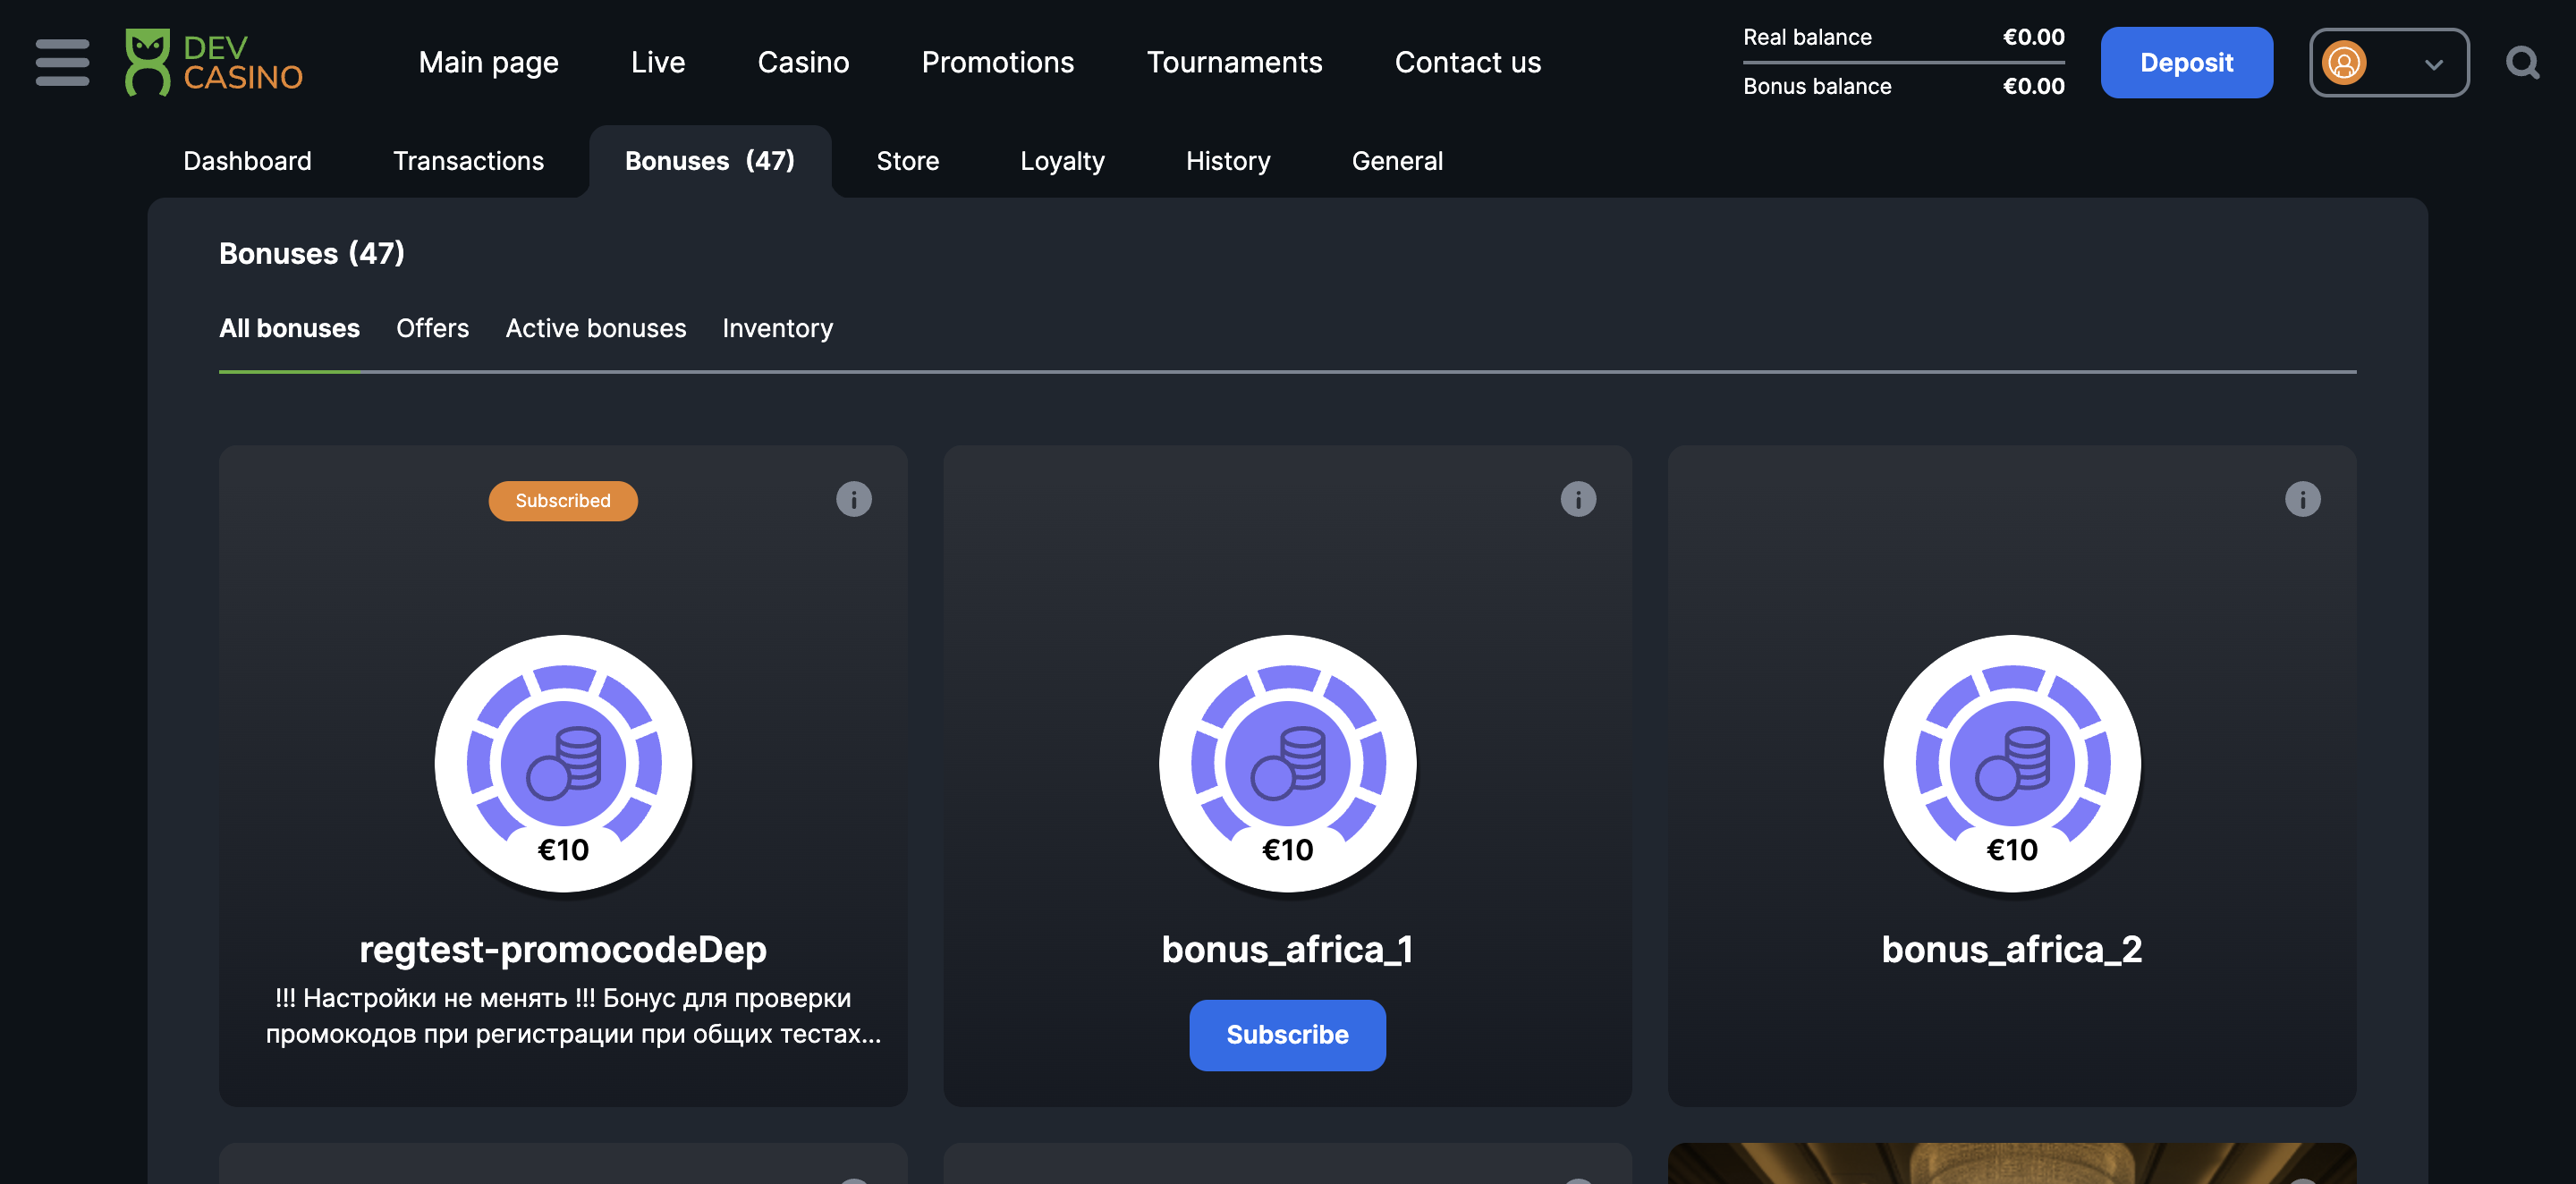 DEV
CASINO
Main page
Live
Casino
Promotions
Tournaments
Contact us
Real balance €0.00
Bonus balance €0.00
Deposit
Dashboard
Transactions
Bonuses (47)
Store
Loyalty
History
General
Bonuses (47)
All bonuses
Offers
Active bonuses
Inventory
Subscribed
€10
regtest-promocodeDep
!!! Настройки не менять !!! Бонус для проверки
промокодов при регистрации при общих тестах...
€10
bonus_africa_1
Subscribe
€10
bonus_africa_2